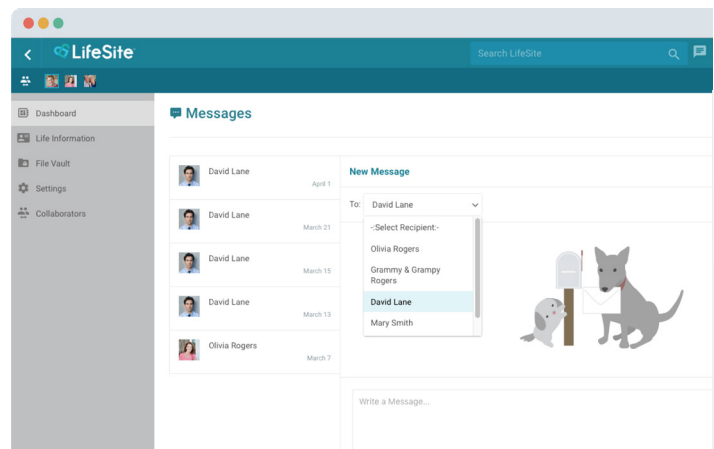 LifeSite
Search LifeSite
Dashboard
Life Information
File Vault
Settings
Collaborators
Messages
David Lane
April 1
David Lane
March 21
David Lane
March 15
David Lane
March 13
Olivia Rogers
March 7
New Message
To:
David Lane
-:Select Recipient:-
Olivia Rogers
Grammy & Grampy
Rogers
David Lane
Mary Smith
Write a Message...